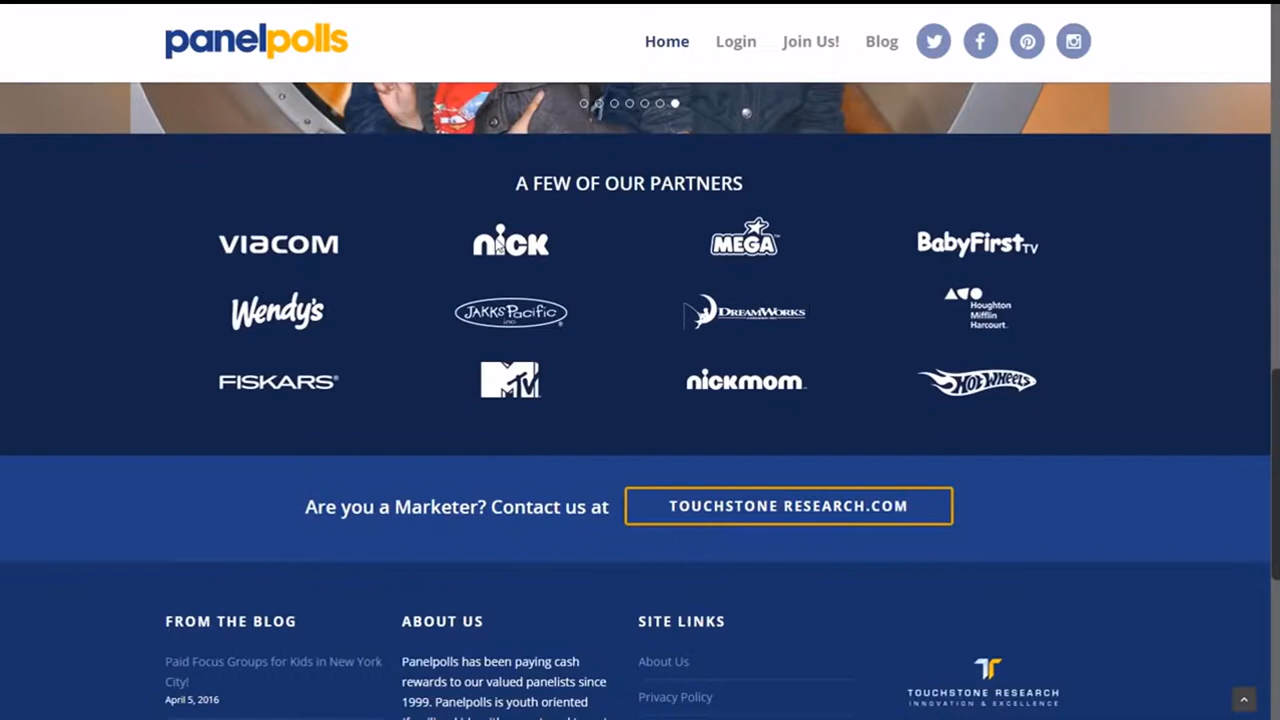 panelpolls
Home Login Join Us! Blog
A FEW OF OUR PARTNERS
VIACOM nick MEGA™ BabyFirstTV
Wendy's JAKKS Pacific INC.® DREAMWORKS Houghton
Mifflin
Harcourt
FISKARS® MTV nickmom Hot Wheels
Are you a Marketer? Contact us at TOUCHSTONE RESEARCH.COM
FROM THE BLOG
Paid Focus Groups for Kids in New York
City!
April 5, 2016
ABOUT US
Panelpolls has been paying cash
rewards to our valued panelists since
1999. Panelpolls is youth oriented
SITE LINKS
About Us
Privacy Policy
TOUCHSTONE RESEARCH
INNOVATION & EXCELLENCE